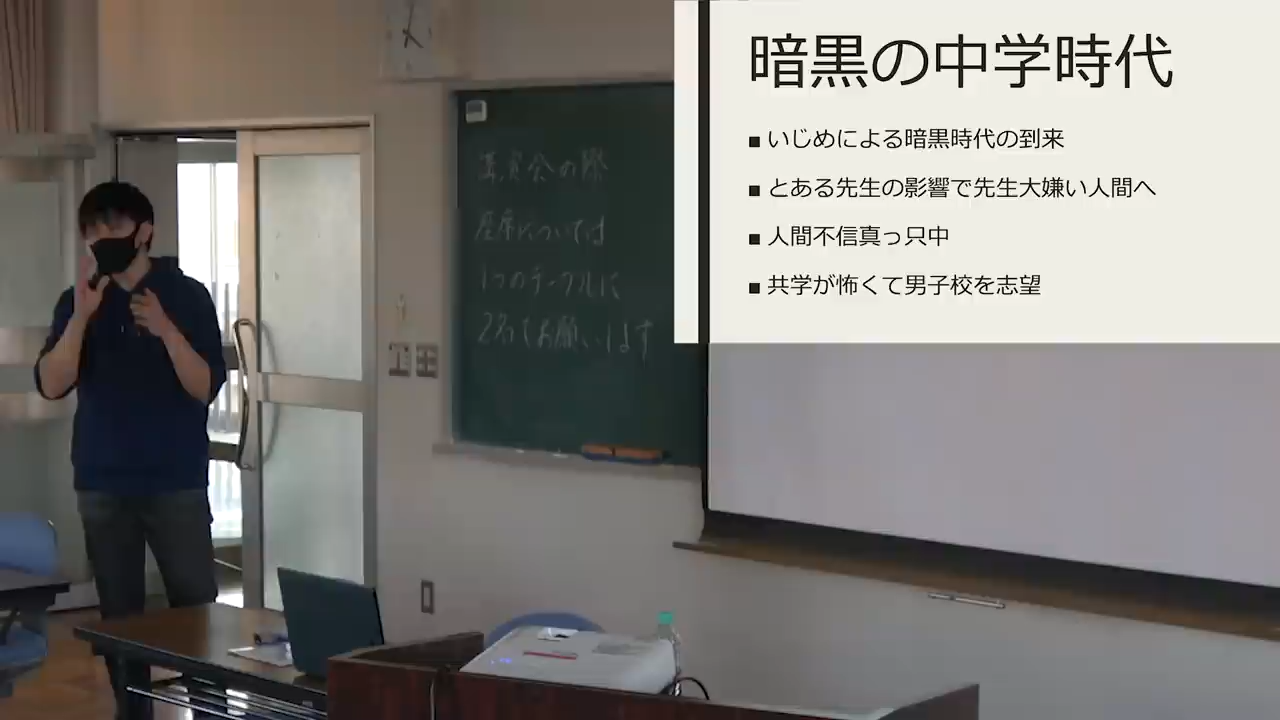 暗黒の中学時代
■ いじめによる暗黒時代の到来
■ とある先生の影響で先生大嫌い人間へ
■ 人間不信真っ只中
■ 共学が怖くて男子校を志望
講演会の際
座席については
1つのテーブルに
2名でお願いします